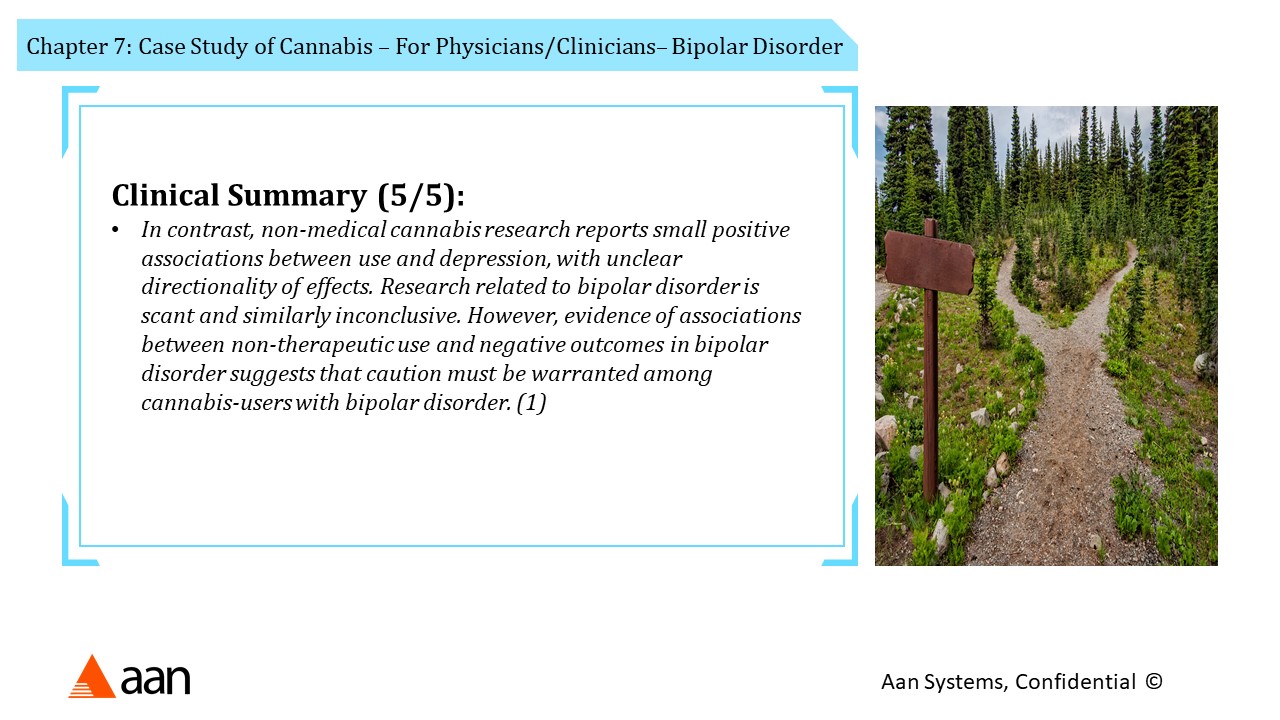 Chapter 7: Case Study of Cannabis – For Physicians/Clinicians– Bipolar Disorder
Clinical Summary (5/5):
• In contrast, non-medical cannabis research reports small positive
associations between use and depression, with unclear
directionality of effects. Research related to bipolar disorder is
scant and similarly inconclusive. However, evidence of associations
between non-therapeutic use and negative outcomes in bipolar
disorder suggests that caution must be warranted among
cannabis-users with bipolar disorder. (1)
aan
Aan Systems, Confidential ©